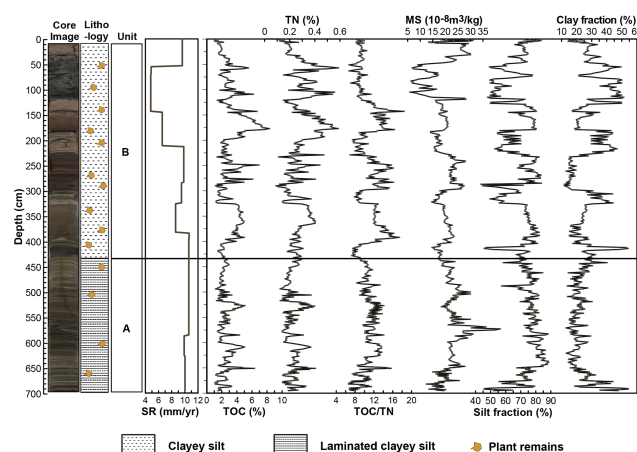 Core Image
Litho -logy
Unit
TN (%)
0 0.2 0.4 0.6
MS (10-8m3/kg)
5 10 15 20 25 30 35
Clay fraction (%)
10 20 30 40 50 60
Depth (cm)
0
50
100
150
200
250
300
350
400
450
500
550
600
650
700
B
A
4 6 8 10 12
SR (mm/yr)
2 4 6 8 10
TOC (%)
4 8 12 16 20
TOC/TN
40 50 60 70 80 90
Silt fraction (%)
Clayey silt
Laminated clayey silt
Plant remains